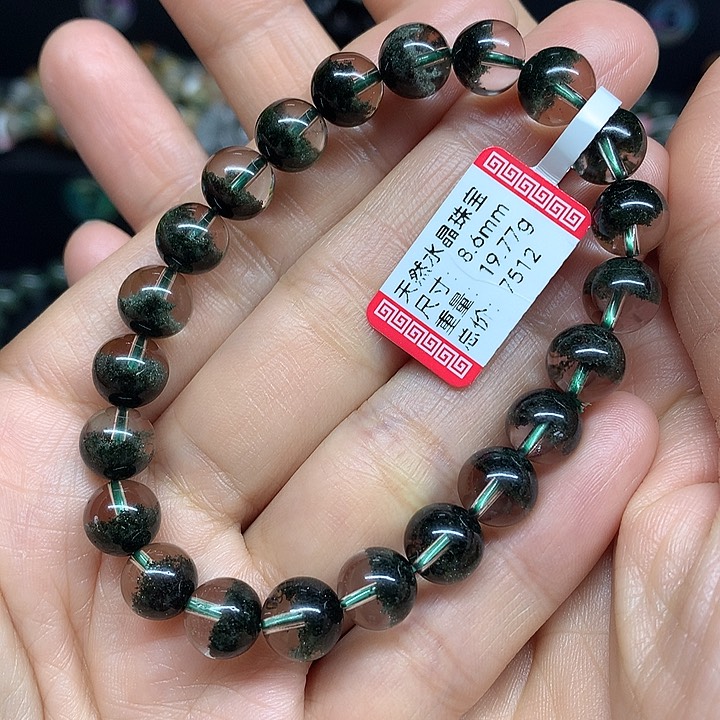 天然水晶珠宝
尺寸: 8.6mm
重量: 19.77g
总价: 7512